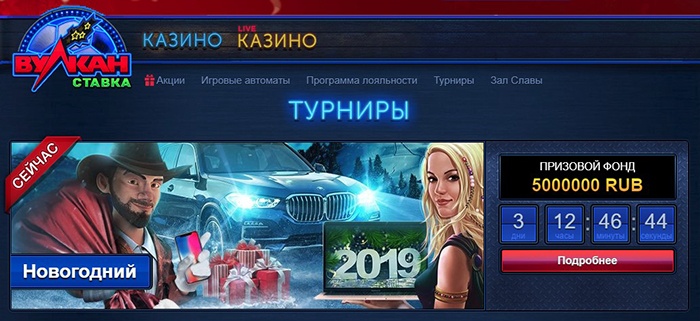 ВУЛКАН
СТАВКА
КАЗИНО
LIVE
КАЗИНО
Акции
Игровые автоматы
Программа лояльности
Турниры
Зал Славы
ТУРНИРЫ
СЕЙЧАС
2019
Новогодний
ПРИЗОВОЙ ФОНД
5000000 RUB
3 : 12 : 46 : 44
дни часы минуты секунды
Подробнее